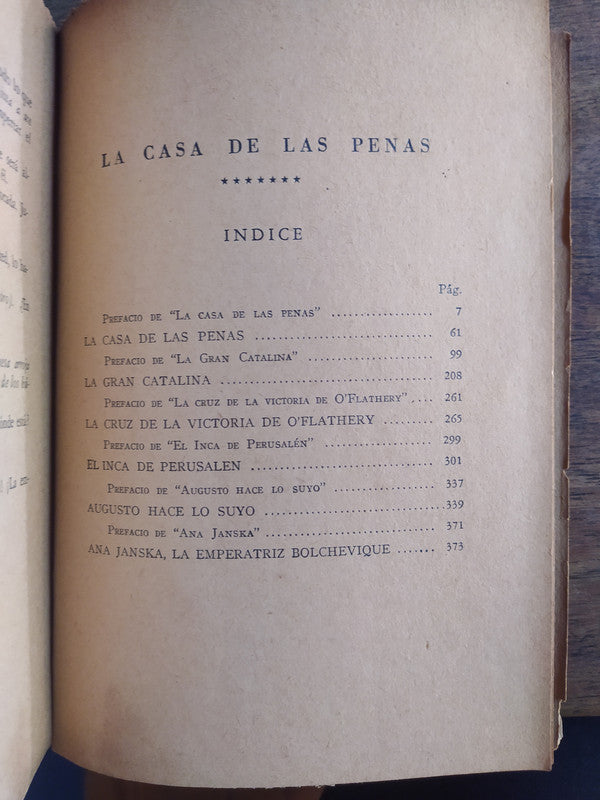 LA CASA DE LAS PENAS
★★★★★★★
INDICE
Pág.
PREFACIO DE "LA CASA DE LAS PENAS" .................. 7
LA CASA DE LAS PENAS .......................... 61
PREFACIO DE "LA GRAN CATALINA" ...................... 99
LA GRAN CATALINA ................................ 208
PREFACIO DE "LA CRUZ DE LA VICTORIA DE O'FLATHERY" .... 261
LA CRUZ DE LA VICTORIA DE O'FLATHERY ........... 265
PREFACIO DE "EL INCA DE PERUSALÉN" .................. 299
EL INCA DE PERUSALEN ........................... 301
PREFACIO DE "AUGUSTO HACE LO SUYO" .................. 337
AUGUSTO HACE LO SUYO ........................... 339
PREFACIO DE "ANA JANSKA" ............................. 371
ANA JANSKA, LA EMPERATRIZ BOLCHEVIQUE ....... 373